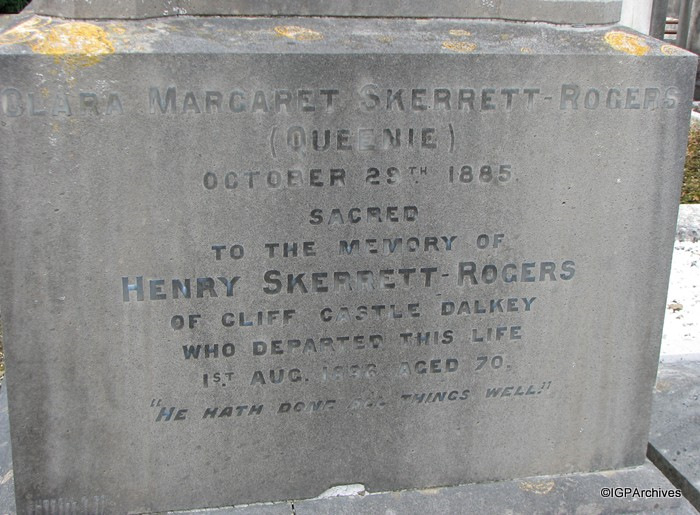 CLARA MARGARET SKERRETT-ROGERS
(QUEENIE)
OCTOBER 29TH 1885.
SACRED
TO THE MEMORY OF
HENRY SKERRETT-ROGERS
OF CLIFF CASTLE DALKEY
WHO DEPARTED THIS LIFE
1ST. AUG. AGED 70.
"HE HATH DONE ALL THINGS WELL."
©IGPArchives